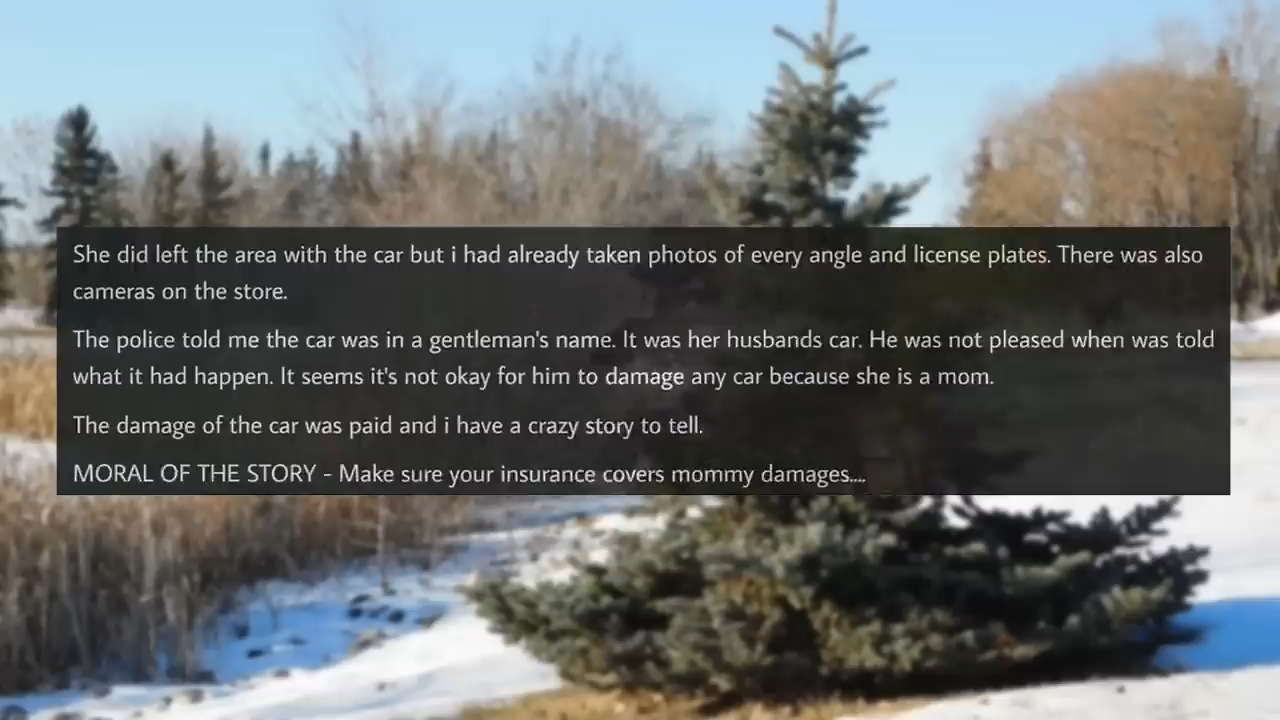 She did left the area with the car but i had already taken photos of every angle and license plates. There was also
cameras on the store.
The police told me the car was in a gentleman's name. It was her husbands car. He was not pleased when was told
what it had happen. It seems it's not okay for him to damage any car because she is a mom.
The damage of the car was paid and i have a crazy story to tell.
MORAL OF THE STORY - Make sure your insurance covers mommy damages....